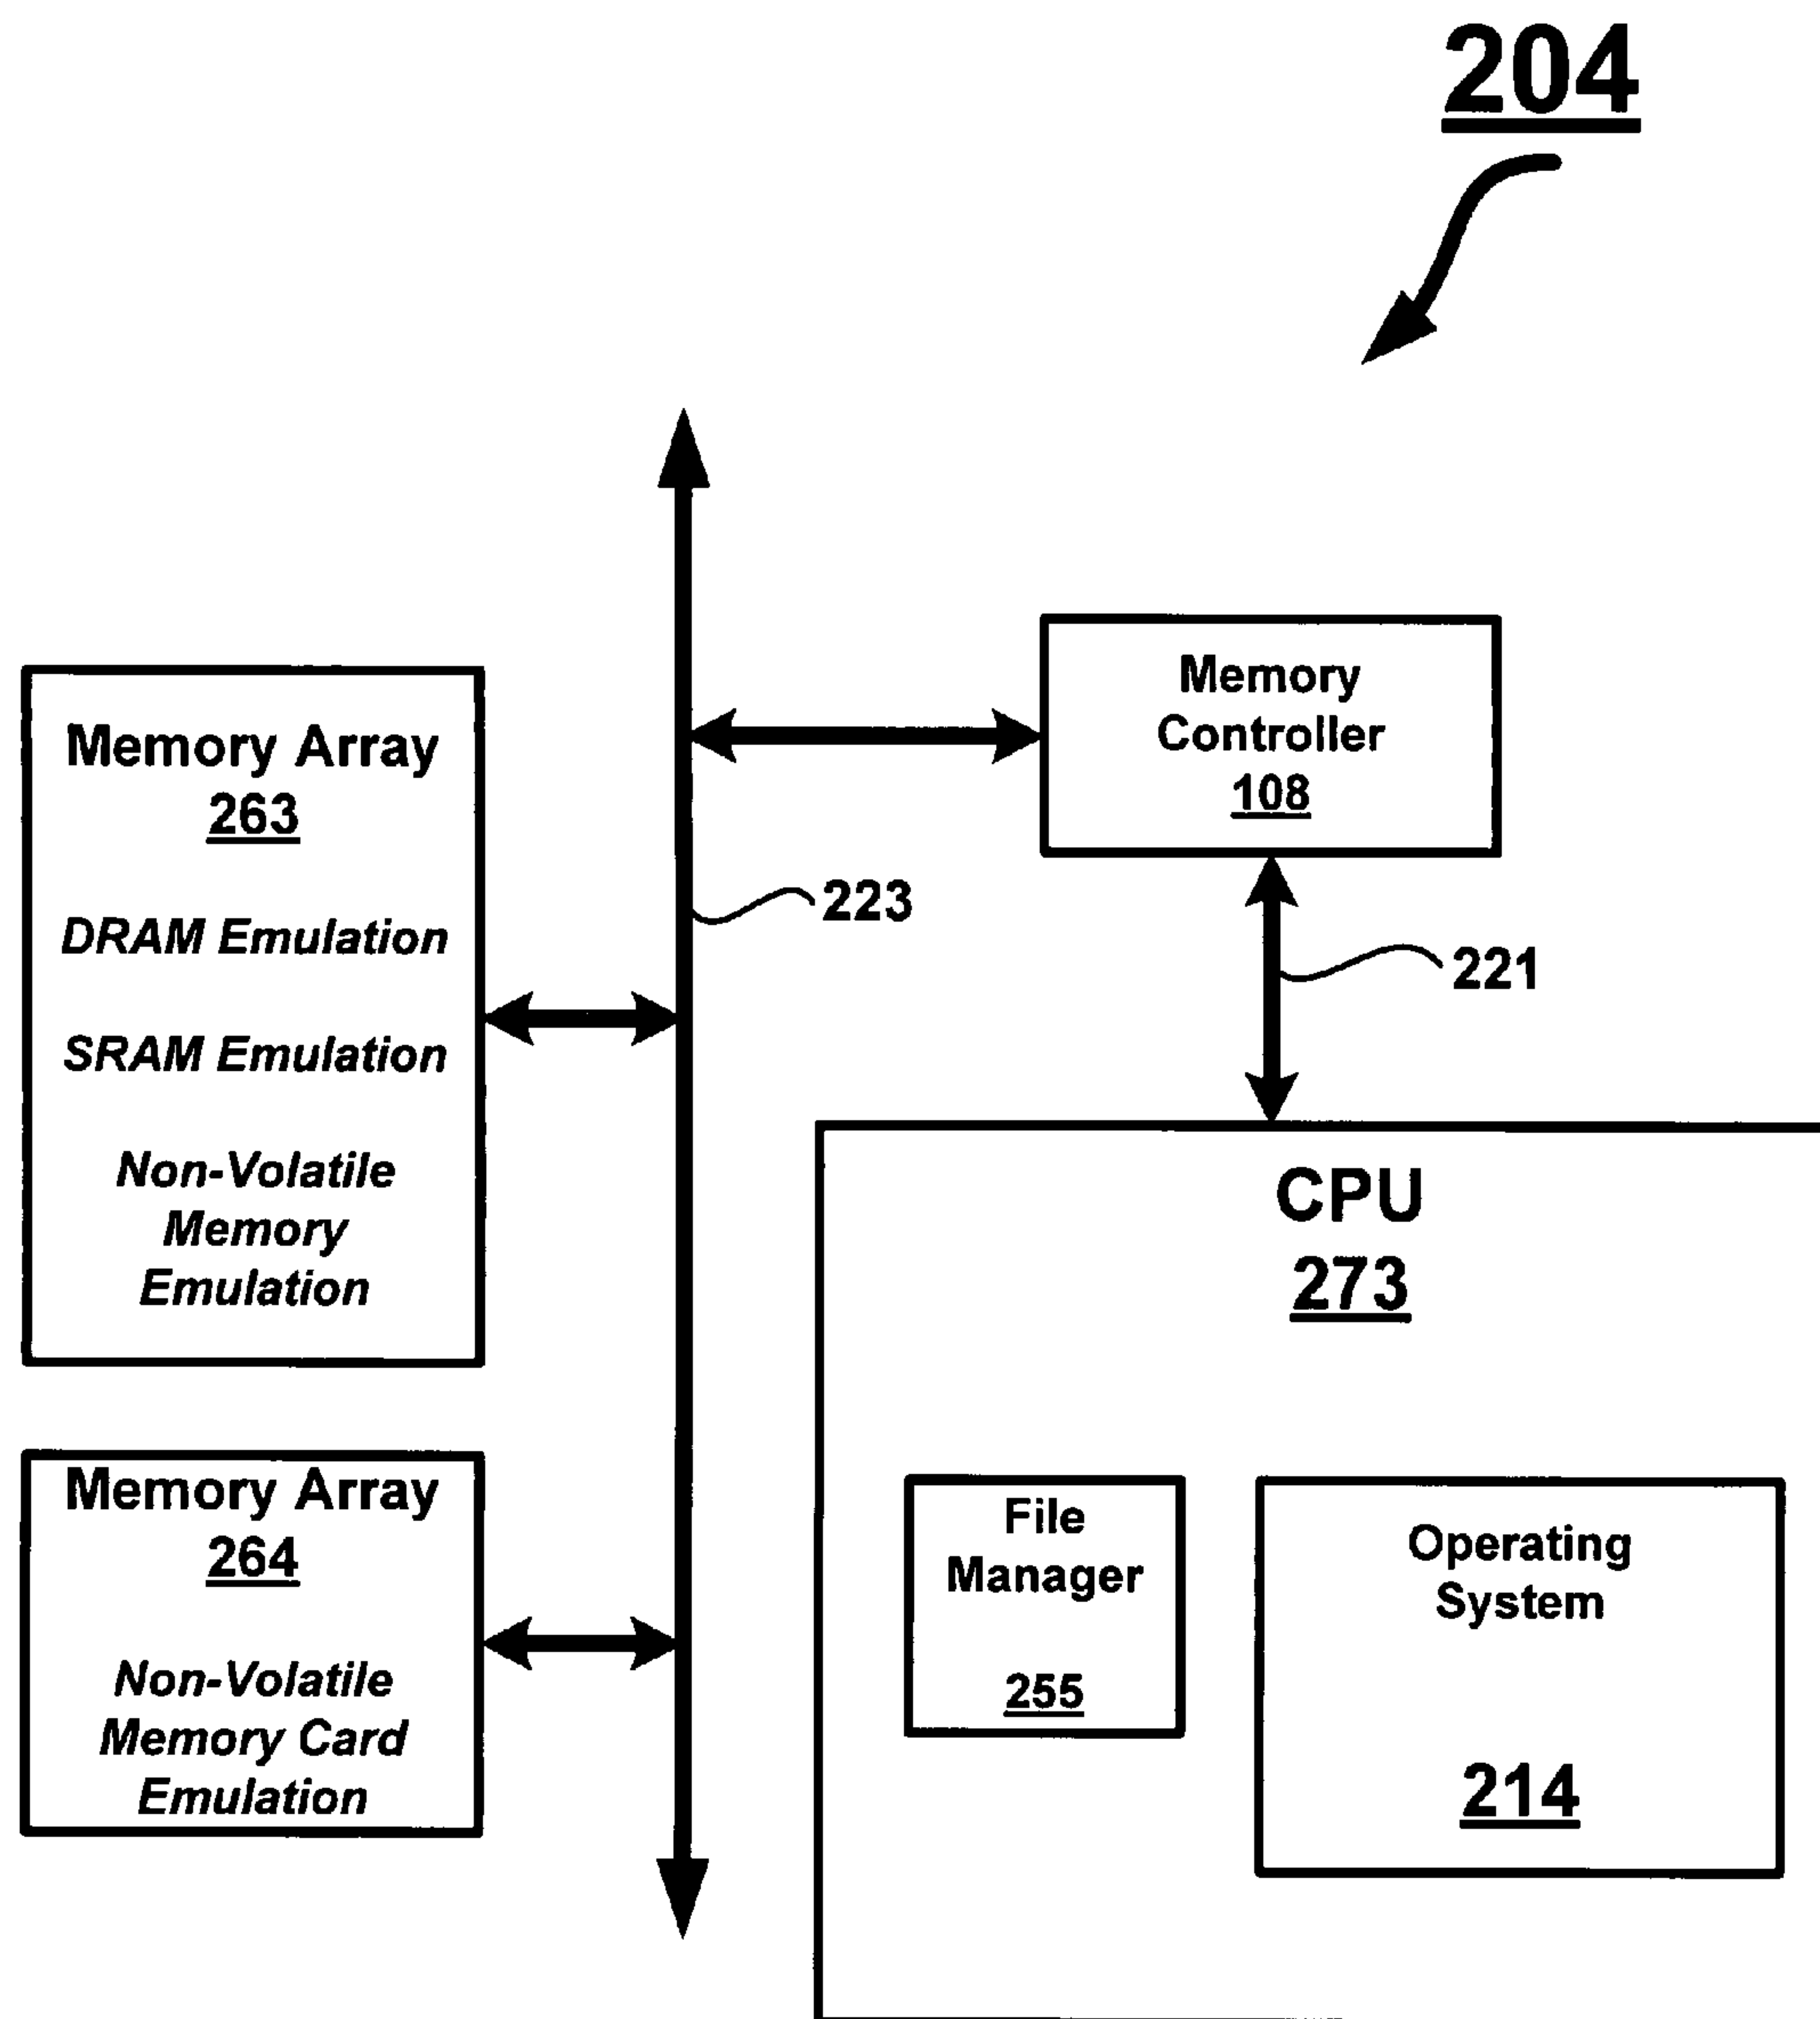 204
Memory Array
263
DRAM Emulation
SRAM Emulation
Non-Volatile
Memory
Emulation
Memory Array
264
Non-Volatile
Memory Card
Emulation
223
Memory
Controller
108
221
CPU
273
File
Manager
255
Operating
System
214